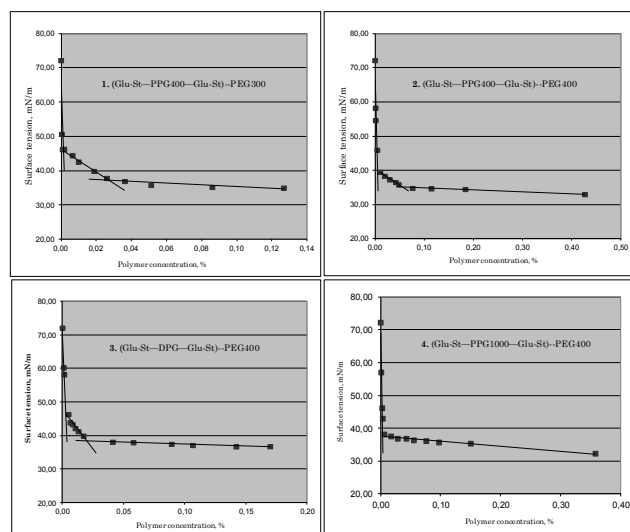 80,00
70,00
60,00
50,00
40,00
30,00
20,00
Surface tension, mN/m
1. (Glu-St—PPG400—Glu-St)--PEG300
0,00 0,02 0,04 0,06 0,08 0,10 0,12 0,14
Polymer concentration, %
80,00
70,00
60,00
50,00
40,00
30,00
20,00
Surface tension, mN/m
2. (Glu-St—PPG400—Glu-St)--PEG400
0,00 0,10 0,20 0,30 0,40 0,50
Polymer concentration, %
80,00
70,00
60,00
50,00
40,00
30,00
20,00
Surface tension, mN/m
3. (Glu-St—DPG—Glu-St)--PEG400
0,00 0,05 0,10 0,15 0,20
Polymer concentration, %
80,00
70,00
60,00
50,00
40,00
30,00
20,00
Surface tension, mN/m
4. (Glu-St—PPG1000—Glu-St)--PEG400
0,00 0,10 0,20 0,30 0,40
Polymer concentration, %